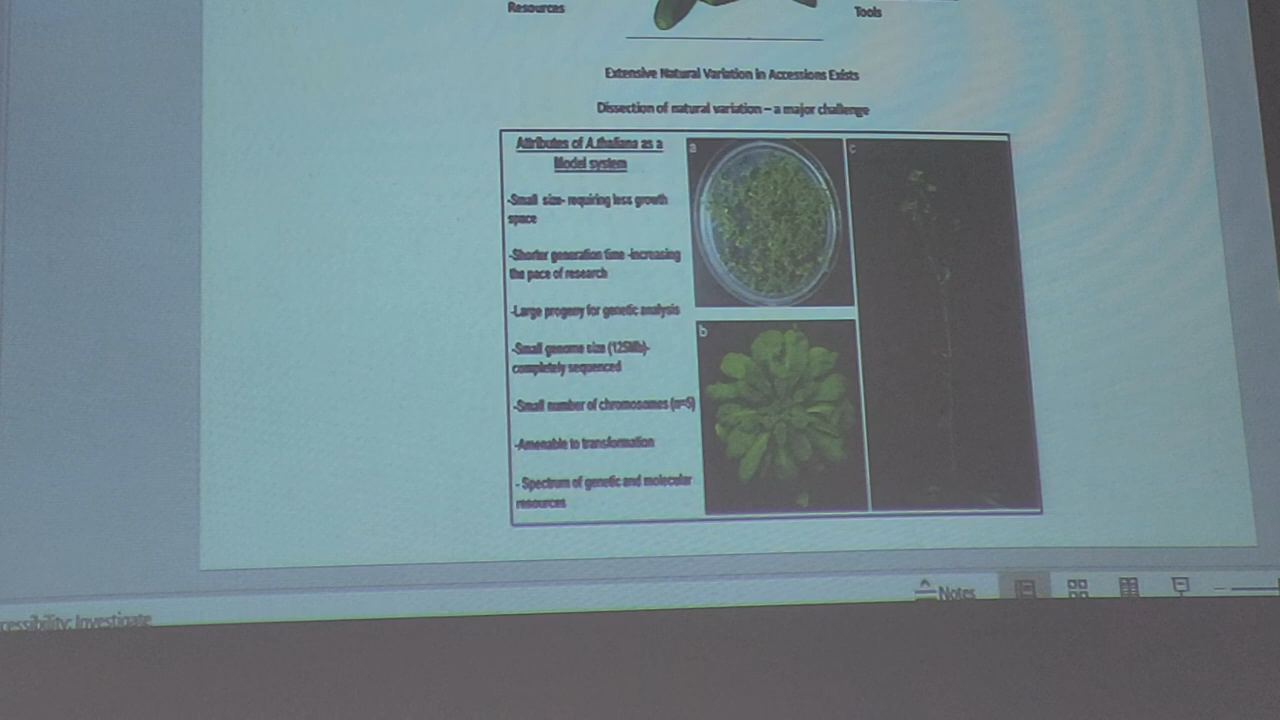 Resources
Tools
Extensive Natural Variation in Accessions Exists
Dissection of natural variation – a major challenge
Attributes of A.thaliana as a
Model system
-Small size- requiring less growth
space
-Shorter generation time -increasing
the pace of research
-Large progeny for genetic analysis
-Small genome size (125Mb)-
completely sequenced
-Small number of chromosomes (n=5)
-Amenable to transformation
- Spectrum of genetic and molecular
resources
a
b
c
Notes
cessibility: Investigate